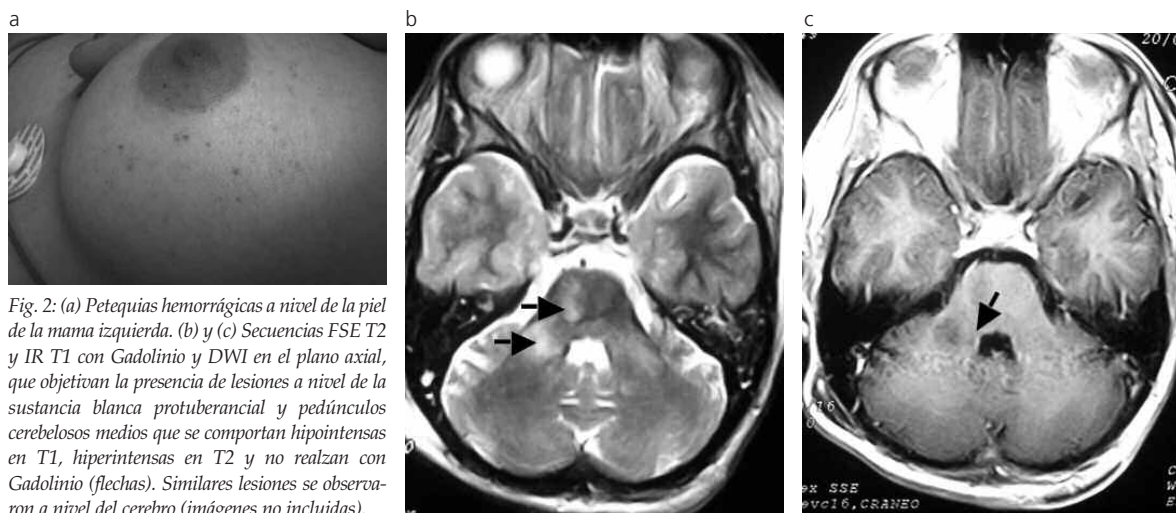 a
b
c
Fig. 2: (a) Petequias hemorrágicas a nivel de la piel
de la mama izquierda. (b) y (c) Secuencias FSE T2
y IR T1 con Gadolinio y DWI en el plano axial,
que objetivan la presencia de lesiones a nivel de la
sustancia blanca protuberancial y pedúnculos
cerebelosos medios que se comportan hipointensas
en T1, hiperintensas en T2 y no realzan con
Gadolinio (flechas). Similares lesiones se observa-
ron a nivel del cerebro (imágenes no incluidas)
20/
16
0
ex SSE
evc16, CRANEO
C
W